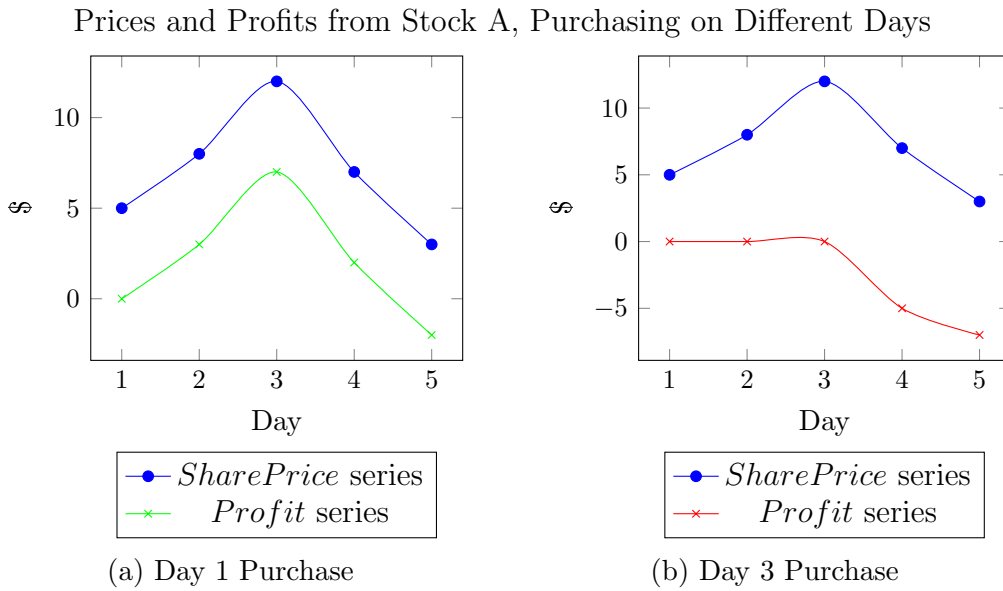 Prices and Profits from Stock A, Purchasing on Different Days
10
5
0
$
1 2 3 4 5
Day
SharePrice series
Profit series
(a) Day 1 Purchase
10
5
0
−5
$
1 2 3 4 5
Day
SharePrice series
Profit series
(b) Day 3 Purchase